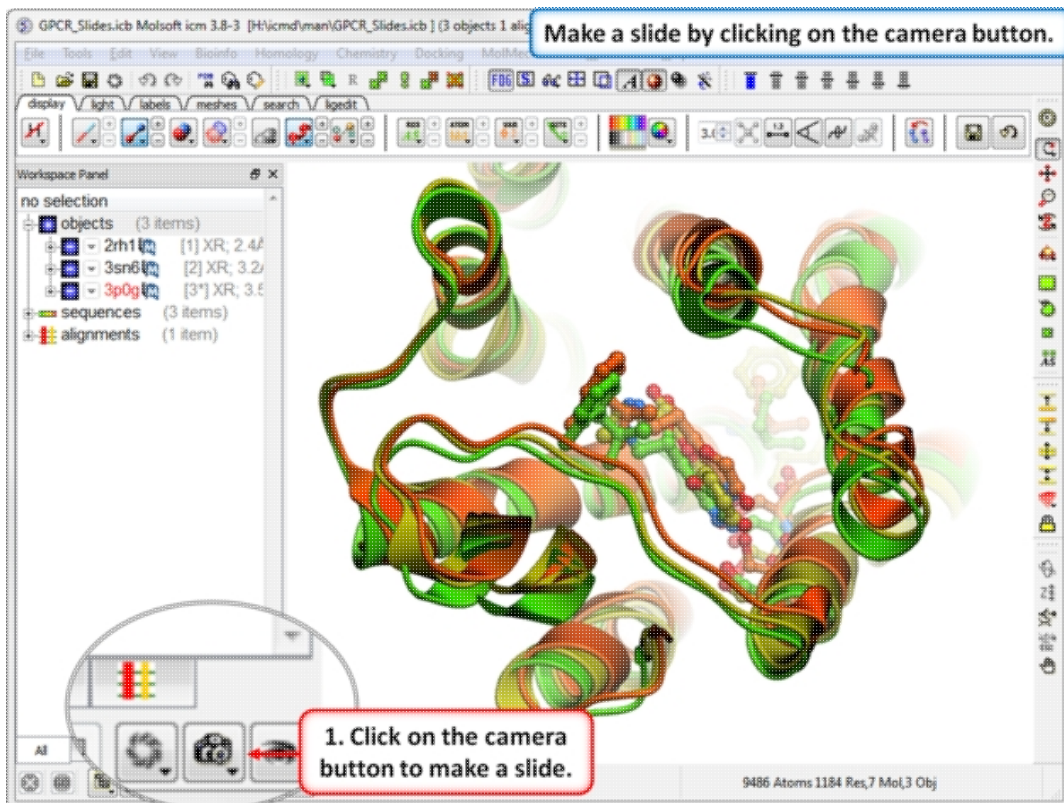 GPCR_Slides.icb Molsoft icm 3.8-3 [H:\icmd\man\GPCR_Slides.icb ] (3 objects 1 alig
Make a slide by clicking on the camera button.
File Tools Edit View Bioinfo Homology Chemistry Docking MolMec
FOG
display light labels meshes search ligedit
Workspace Panel
no selection
objects (3 items)
2rh1 [1] XR; 2.4Å
3sn6 [2] XR; 3.2
3p0g [3*] XR; 3.5
sequences (3 items)
alignments (1 item)
All
1. Click on the camera
button to make a slide.
9486 Atoms 1184 Res,7 Mol,3 Obj